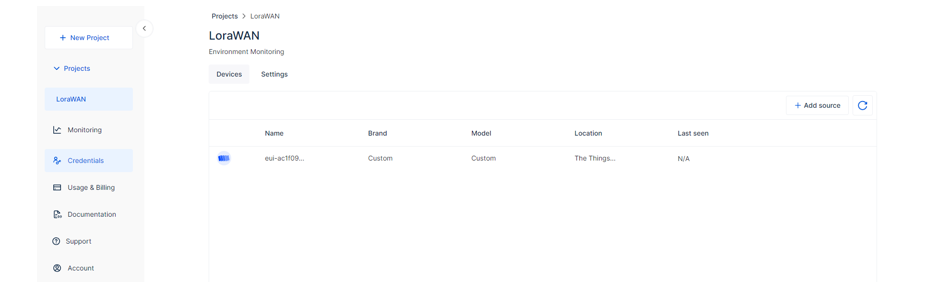 + New Project
Projects
LoraWAN
Monitoring
Credentials
Usage & Billing
Documentation
Support
Account
Projects > LoraWAN
LoraWAN
Environment Monitoring
Devices Settings
+ Add source
Name Brand Model Location Last seen
eui-ac1f09... Custom Custom The Things... N/A